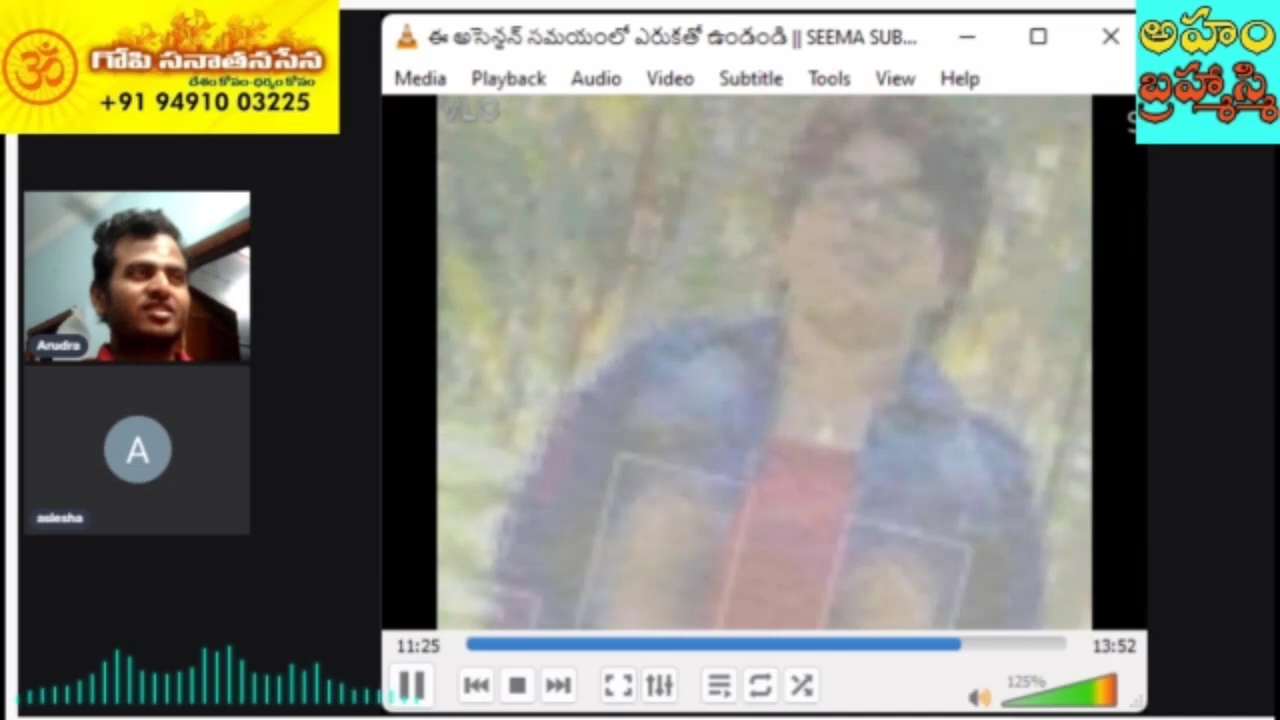 ॐ
గోపి సనాతనసేన
దేశం కోసం-ధర్మం కోసం
+91 94910 03225
ఈ అసెన్షన్ సమయంలో ఎరుకతో ఉండండి || SEEMA SUB...
Media Playback Audio Video Subtitle Tools View Help
అహం
బ్రహ్మాస్మి
Arudra
A
aslesha
11:25
13:52
125%